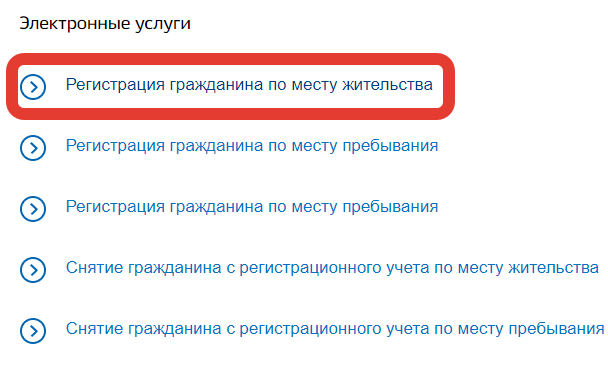 Электронные услуги
Регистрация гражданина по месту жительства
Регистрация гражданина по месту пребывания
Регистрация гражданина по месту пребывания
Снятие гражданина с регистрационного учета по месту жительства
Снятие гражданина с регистрационного учета по месту пребывания